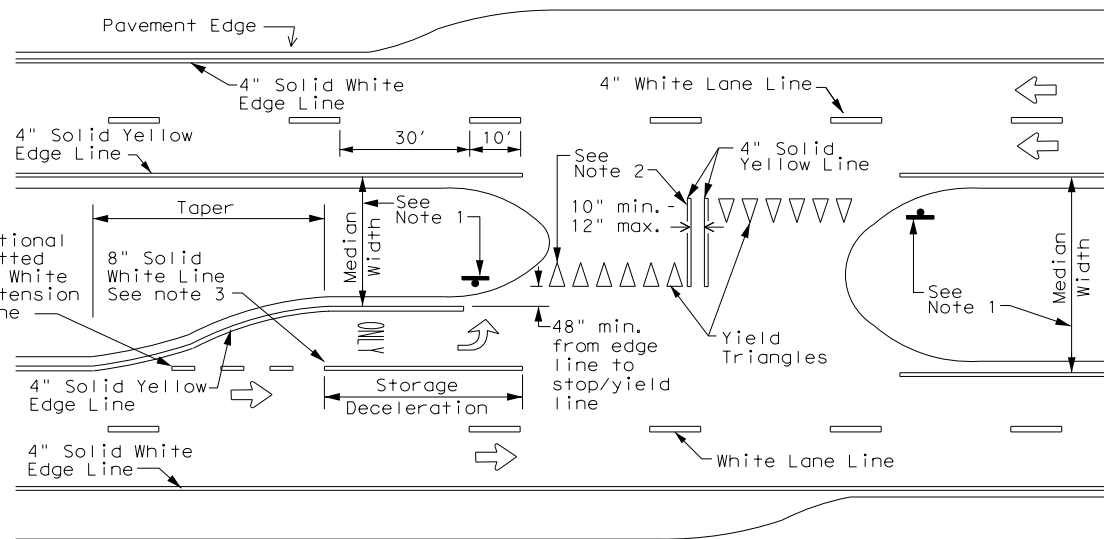 Pavement Edge
4" Solid White
Edge Line
4" White Lane Line
4" Solid Yellow
Edge Line
30'
10'
See
Note 2
4" Solid
Yellow Line
Taper
See
Note 1
Median
Width
10" min.
12" max.
8" Solid
White Line
See note 3
White
ONLY
48" min.
from edge
line to
stop/yield
line
Yield
Triangles
See
Note 1
Median
Width
4" Solid Yellow
Edge Line
Storage
Deceleration
4" Solid White
Edge Line
White Lane Line